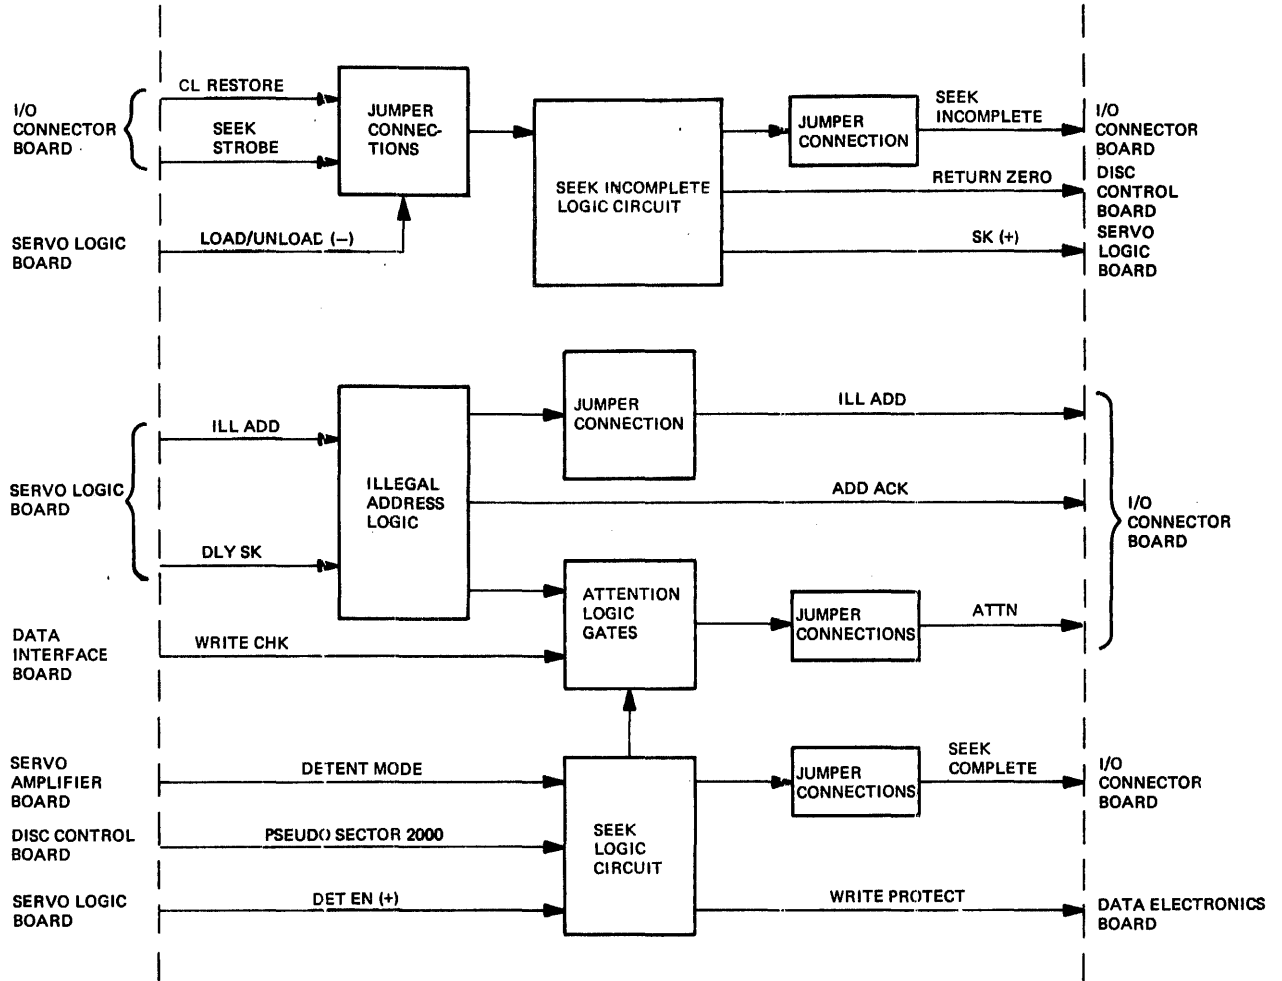 CL RESTORE
I/O
CONNECTOR
BOARD
SEEK
STROBE
JUMPER
CONNEC-
TIONS
SERVO LOGIC
BOARD
LOAD/UNLOAD (—)
SEEK INCOMPLETE
LOGIC CIRCUIT
JUMPER
CONNECTION
SEEK
INCOMPLETE
I/O
CONNECTOR
BOARD
RETURN ZERO
DISC
CONTROL
BOARD
SK (+)
SERVO
LOGIC
BOARD
SERVO LOGIC
BOARD
ILL ADD
DLY SK
ILLEGAL
ADDRESS
LOGIC
JUMPER
CONNECTION
ILL ADD
ADD ACK
I/O
CONNECTOR
BOARD
DATA
INTERFACE
BOARD
WRITE CHK
ATTENTION
LOGIC
GATES
JUMPER
CONNECTIONS
ATTN
SERVO
AMPLIFIER
BOARD
DETENT MODE
DISC CONTROL
BOARD
PSEUDO SECTOR 2000
SERVO LOGIC
BOARD
DET EN (+)
SEEK
LOGIC
CIRCUIT
JUMPER
CONNECTIONS
SEEK
COMPLETE
I/O
CONNECTOR
BOARD
WRITE PROTECT
DATA ELECTRONICS
BOARD